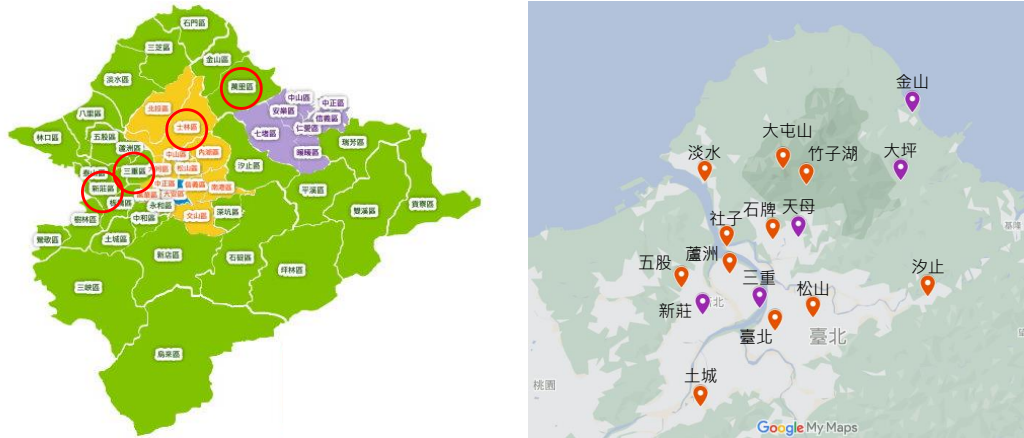 石門區
三芝區
金山區
淡水區
萬里區
北投區
中山區
中正區
八里區
安樂區
信義區
士林區
仁愛區
林口區
五股區
七堵區
瑞芳區
蘆洲區
暖暖區
中山區
內湖區
汐止區
三重區
松山區
泰山區
中正區
信義區
新莊區
大安區
南港區
平溪區
永和區
貢寮區
雙溪區
樹林區
中和區
文山區
深坑區
鶯歌區
土城區
新店區
石碇區
坪林區
三峽區
烏來區
金山
大屯山
竹子湖
大坪
淡水
石牌
天母
社子
基隆
蘆洲
五股
汐止
三重
松山
新莊
臺北
臺北
土城
桃園
Google My Maps